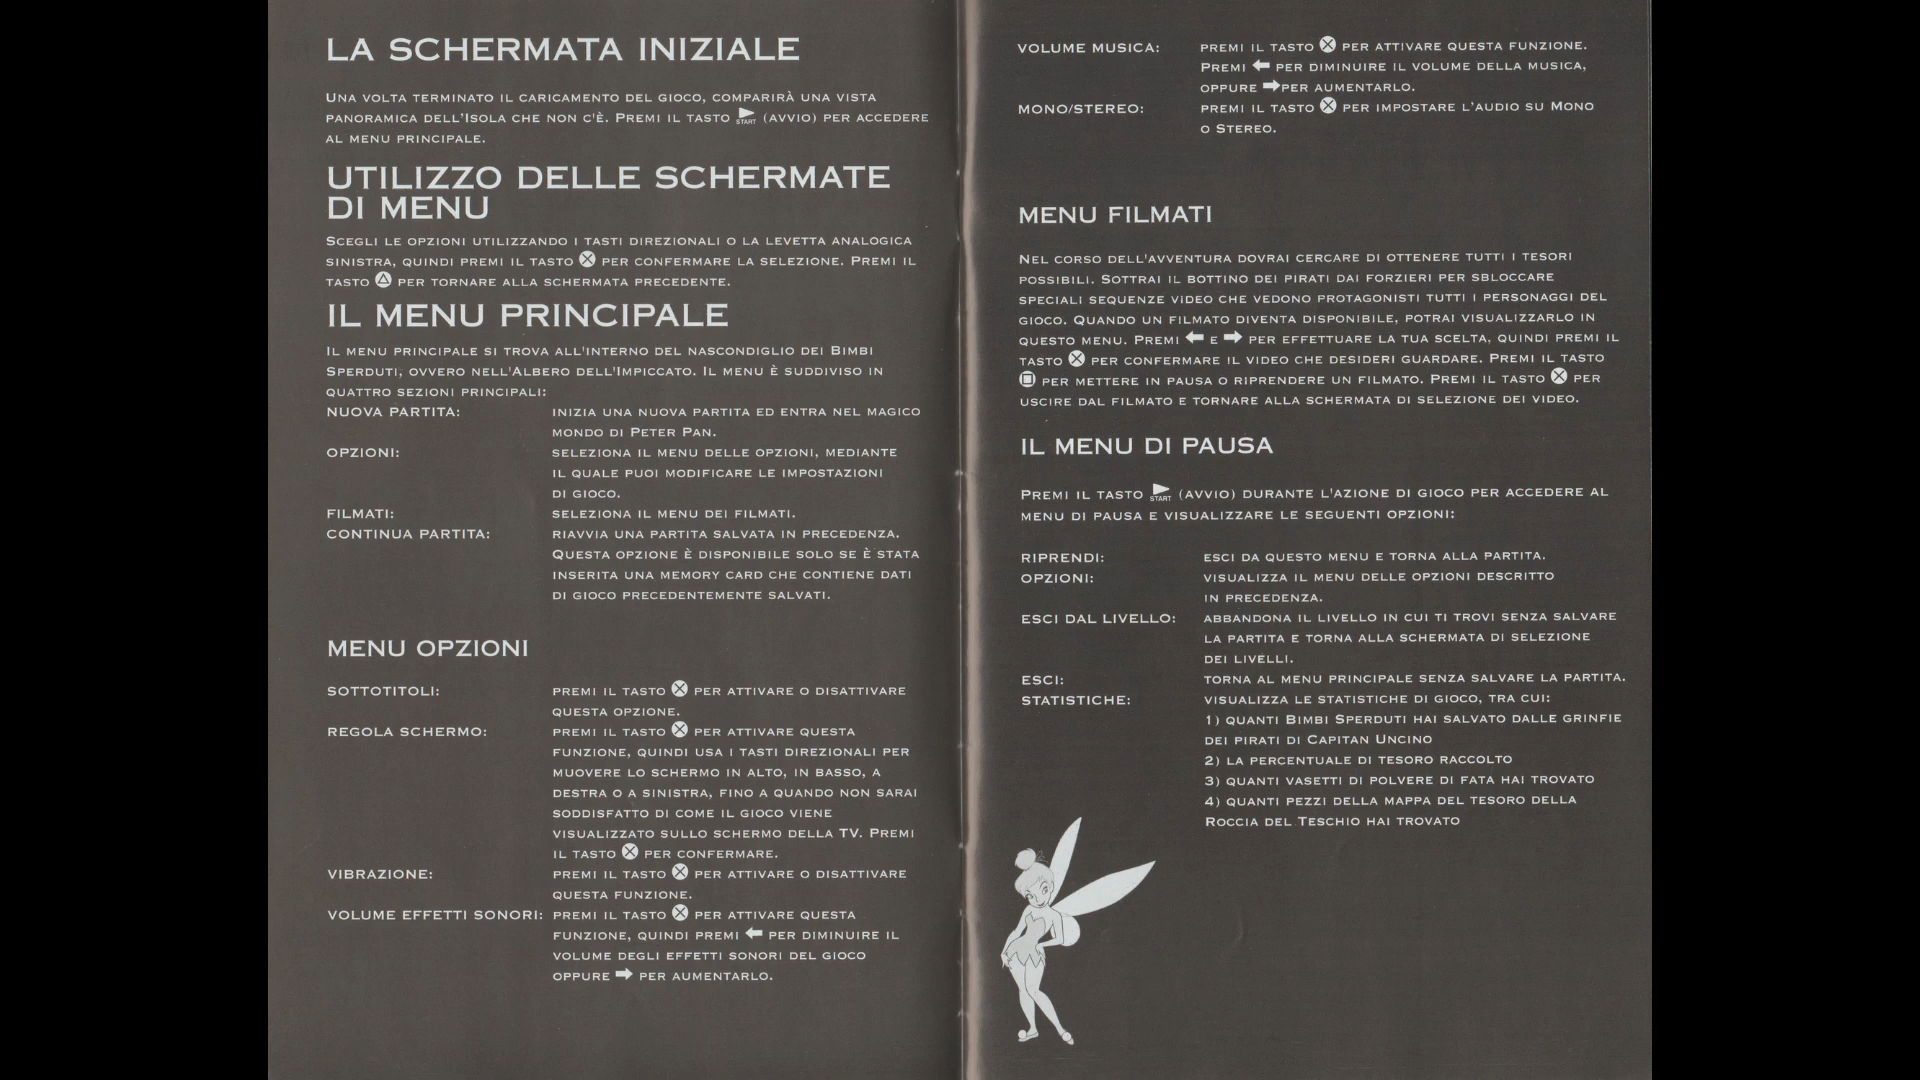 LA SCHERMATA INIZIALE
UNA VOLTA TERMINATO IL CARICAMENTO DEL GIOCO, COMPARIRÀ UNA VISTA
PANORAMICA DELL'ISOLA CHE NON C'È. PREMI IL TASTO START (AVVIO) PER ACCEDERE
AL MENU PRINCIPALE.
UTILIZZO DELLE SCHERMATE
DI MENU
SCEGLI LE OPZIONI UTILIZZANDO I TASTI DIREZIONALI O LA LEVETTA ANALOGICA
SINISTRA, QUINDI PREMI IL TASTO ⊗ PER CONFERMARE LA SELEZIONE. PREMI IL
TASTO △ PER TORNARE ALLA SCHERMATA PRECEDENTE.
IL MENU PRINCIPALE
IL MENU PRINCIPALE SI TROVA ALL'INTERNO DEL NASCONDIGLIO DEI BIMBI
SPERDUTI, OVVERO NELL'ALBERO DELL'IMPICCATO. IL MENU È SUDDIVISO IN
QUATTRO SEZIONI PRINCIPALI:
NUOVA PARTITA: INIZIA UNA NUOVA PARTITA ED ENTRA NEL MAGICO
MONDO DI PETER PAN.
OPZIONI: SELEZIONA IL MENU DELLE OPZIONI, MEDIANTE
IL QUALE PUOI MODIFICARE LE IMPOSTAZIONI
DI GIOCO.
FILMATI: SELEZIONA IL MENU DEI FILMATI.
CONTINUA PARTITA: RIAVVIA UNA PARTITA SALVATA IN PRECEDENZA.
QUESTA OPZIONE È DISPONIBILE SOLO SE È STATA
INSERITA UNA MEMORY CARD CHE CONTIENE DATI
DI GIOCO PRECEDENTEMENTE SALVATI.
MENU OPZIONI
SOTTOTITOLI: PREMI IL TASTO ⊗ PER ATTIVARE O DISATTIVARE
QUESTA OPZIONE.
REGOLA SCHERMO: PREMI IL TASTO ⊗ PER ATTIVARE QUESTA
FUNZIONE, QUINDI USA I TASTI DIREZIONALI PER
MUOVERE LO SCHERMO IN ALTO, IN BASSO, A
DESTRA O A SINISTRA, FINO A QUANDO NON SARAI
SODDISFATTO DI COME IL GIOCO VIENE
VISUALIZZATO SULLO SCHERMO DELLA TV. PREMI
IL TASTO ⊗ PER CONFERMARE.
VIBRAZIONE: PREMI IL TASTO ⊗ PER ATTIVARE O DISATTIVARE
QUESTA FUNZIONE.
VOLUME EFFETTI SONORI: PREMI IL TASTO ⊗ PER ATTIVARE QUESTA
FUNZIONE, QUINDI PREMI ← PER DIMINUIRE IL
VOLUME DEGLI EFFETTI SONORI DEL GIOCO
OPPURE → PER AUMENTARLO.
VOLUME MUSICA: PREMI IL TASTO ⊗ PER ATTIVARE QUESTA FUNZIONE.
PREMI ← PER DIMINUIRE IL VOLUME DELLA MUSICA,
OPPURE →PER AUMENTARLO.
MONO/STEREO: PREMI IL TASTO ⊗ PER IMPOSTARE L'AUDIO SU MONO
O STEREO.
MENU FILMATI
NEL CORSO DELL'AVVENTURA DOVRAI CERCARE DI OTTENERE TUTTI I TESORI
POSSIBILI. SOTTRAI IL BOTTINO DEI PIRATI DAI FORZIERI PER SBLOCCARE
SPECIALI SEQUENZE VIDEO CHE VEDONO PROTAGONISTI TUTTI I PERSONAGGI DEL
GIOCO. QUANDO UN FILMATO DIVENTA DISPONIBILE, POTRAI VISUALIZZARLO IN
QUESTO MENU. PREMI ← E → PER EFFETTUARE LA TUA SCELTA, QUINDI PREMI IL
TASTO ⊗ PER CONFERMARE IL VIDEO CHE DESIDERI GUARDARE. PREMI IL TASTO
□ PER METTERE IN PAUSA O RIPRENDERE UN FILMATO. PREMI IL TASTO ⊗ PER
USCIRE DAL FILMATO E TORNARE ALLA SCHERMATA DI SELEZIONE DEI VIDEO.
IL MENU DI PAUSA
PREMI IL TASTO START (AVVIO) DURANTE L'AZIONE DI GIOCO PER ACCEDERE AL
MENU DI PAUSA E VISUALIZZARE LE SEGUENTI OPZIONI:
RIPRENDI: ESCI DA QUESTO MENU E TORNA ALLA PARTITA.
OPZIONI: VISUALIZZA IL MENU DELLE OPZIONI DESCRITTO
IN PRECEDENZA.
ESCI DAL LIVELLO: ABBANDONA IL LIVELLO IN CUI TI TROVI SENZA SALVARE
LA PARTITA E TORNA ALLA SCHERMATA DI SELEZIONE
DEI LIVELLI.
ESCI: TORNA AL MENU PRINCIPALE SENZA SALVARE LA PARTITA.
STATISTICHE: VISUALIZZA LE STATISTICHE DI GIOCO, TRA CUI:
1) QUANTI BIMBI SPERDUTI HAI SALVATO DALLE GRINFIE
DEI PIRATI DI CAPITAN UNCINO
2) LA PERCENTUALE DI TESORO RACCOLTO
3) QUANTI VASETTI DI POLVERE DI FATA HAI TROVATO
4) QUANTI PEZZI DELLA MAPPA DEL TESORO DELLA
ROCCIA DEL TESCHIO HAI TROVATO